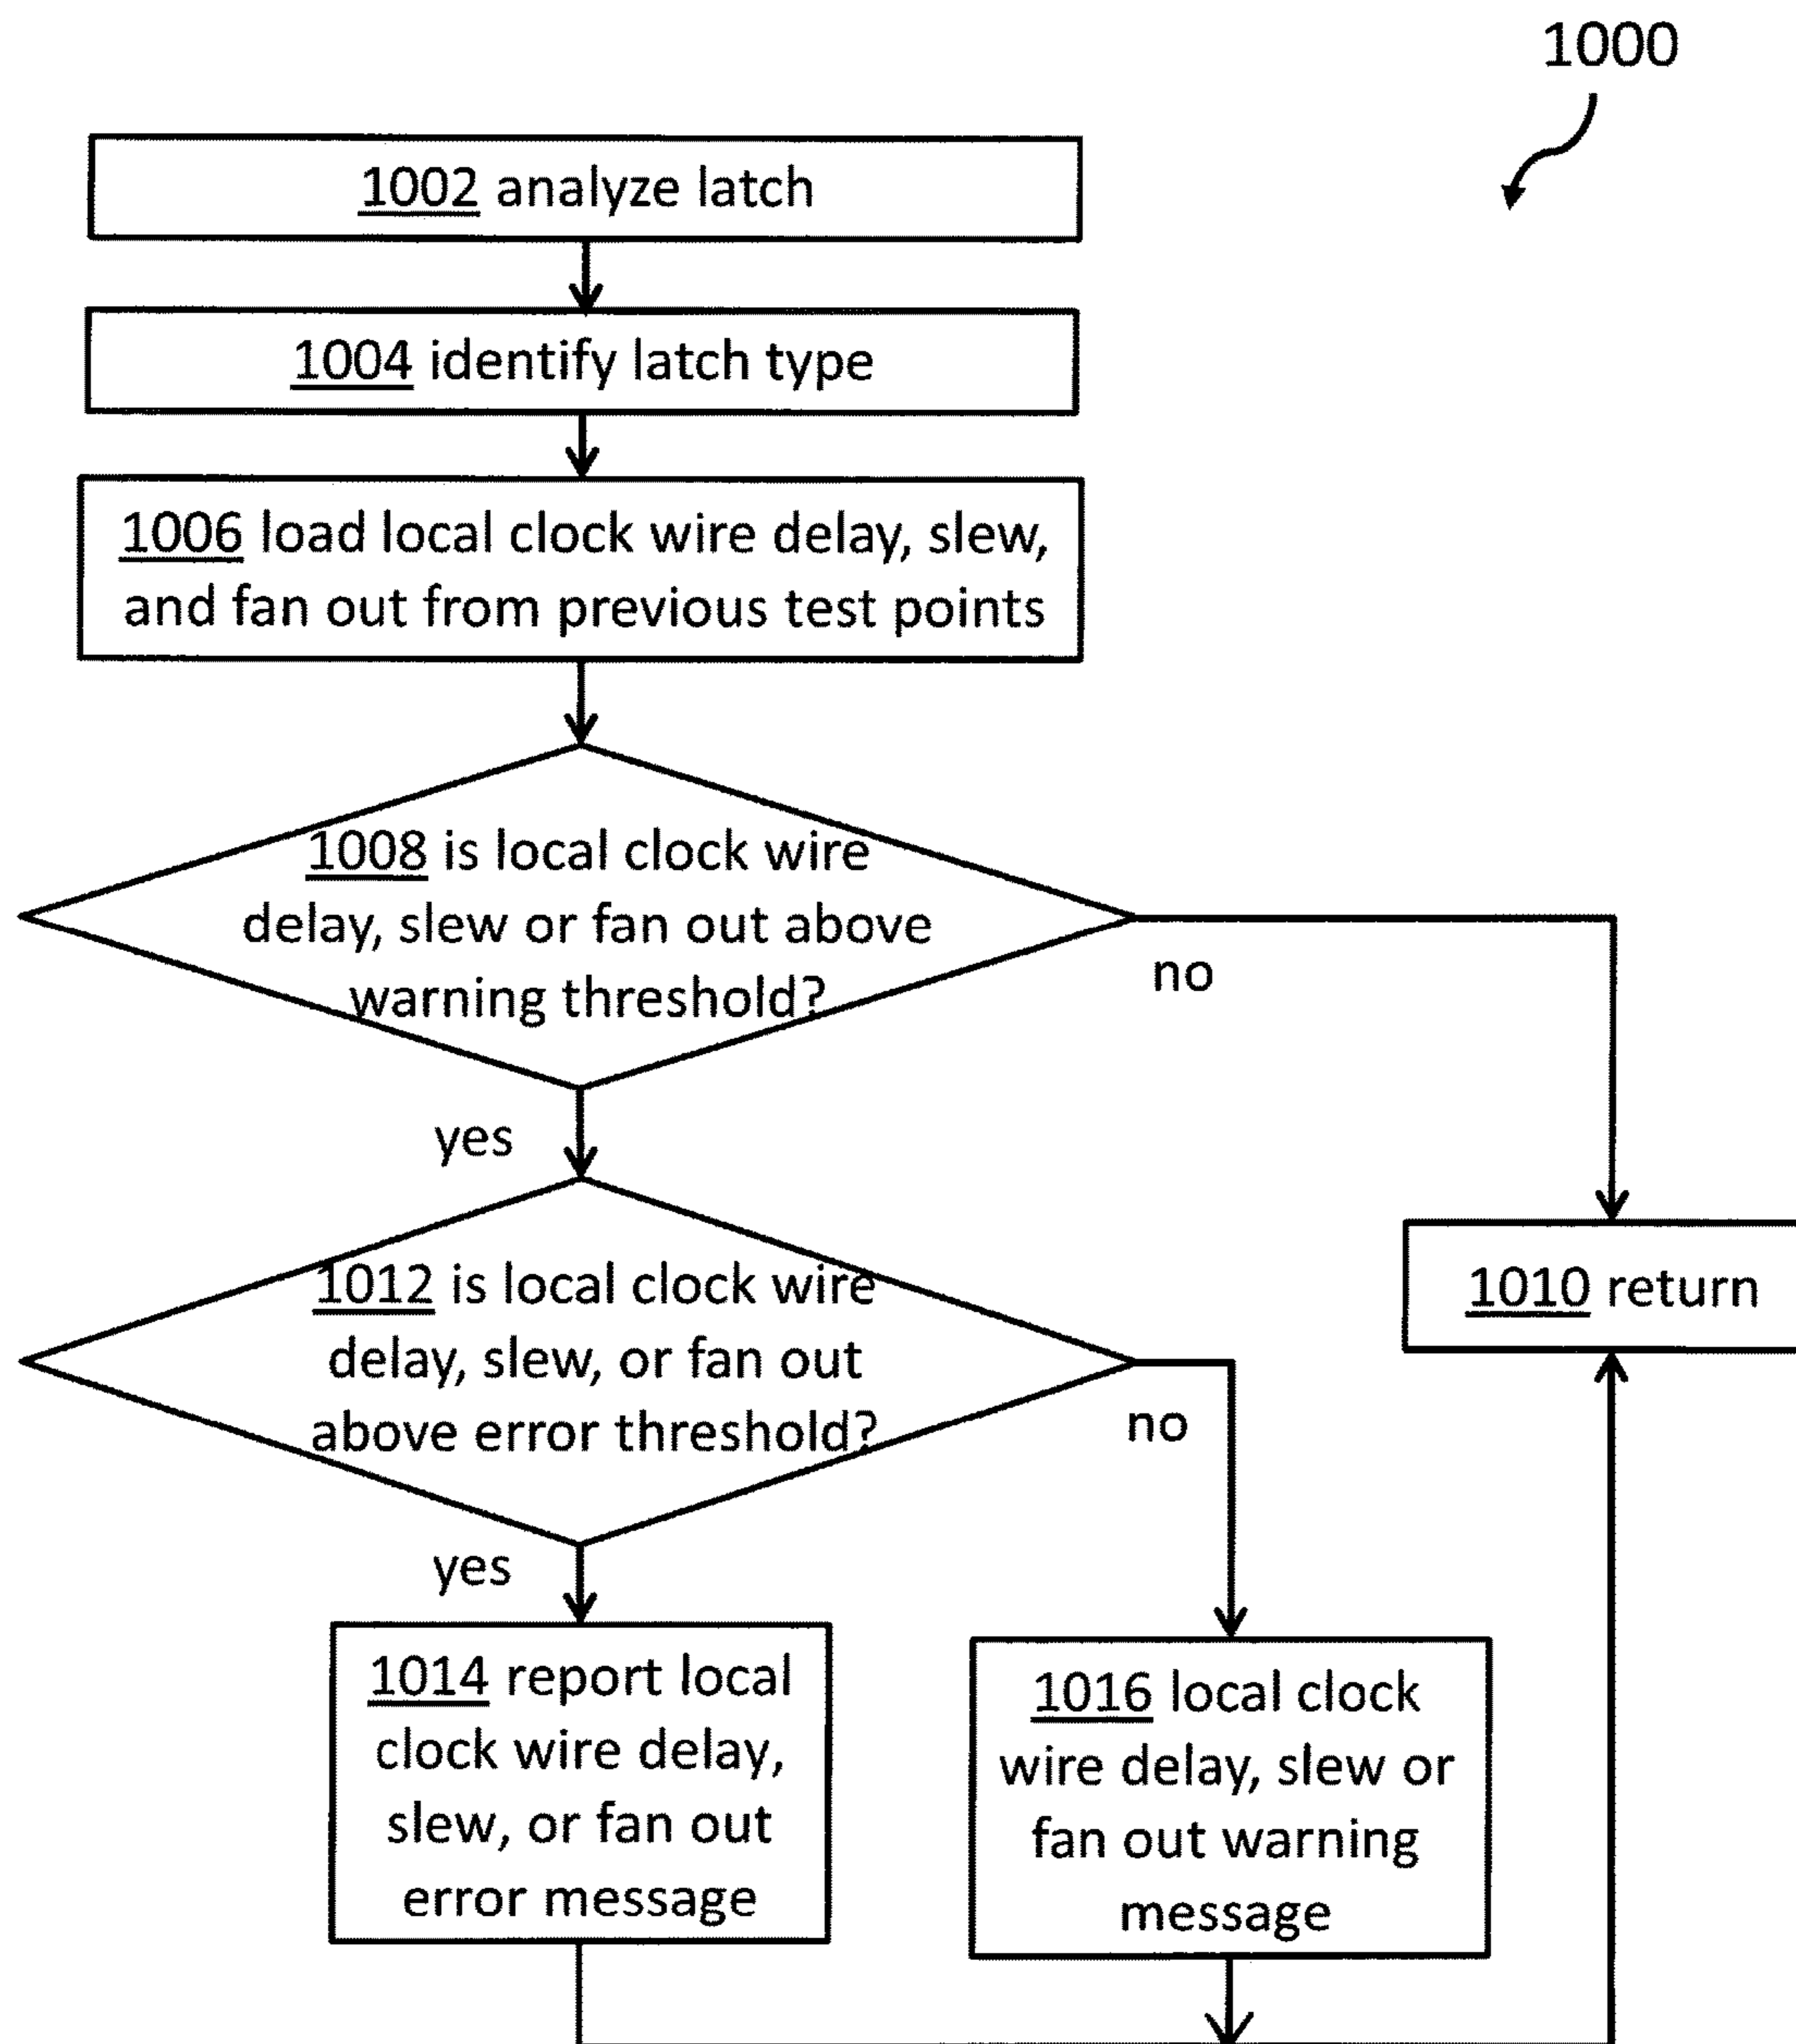 1000
1002 analyze latch
1004 identify latch type
1006 load local clock wire delay, slew,
and fan out from previous test points
1008 is local clock wire
delay, slew or fan out above
warning threshold?
no
yes
1012 is local clock wire
delay, slew, or fan out
above error threshold?
1010 return
no
yes
1014 report local
clock wire delay,
slew, or fan out
error message
1016 local clock
wire delay, slew or
fan out warning
message